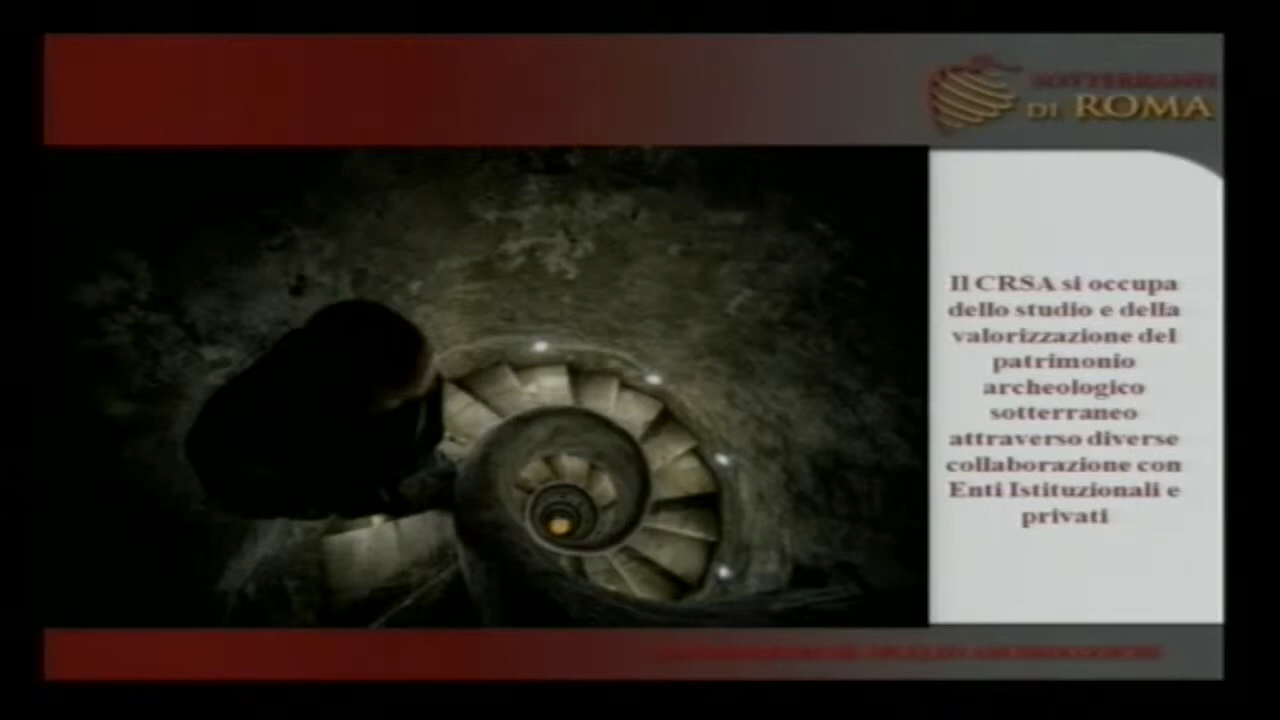 SOTTERRANEI
DI ROMA
Il CRSA si occupa
dello studio e della
valorizzazione del
patrimonio
archeologico
sotterraneo
attraverso diverse
collaborazione con
Enti Istituzionali e
privati